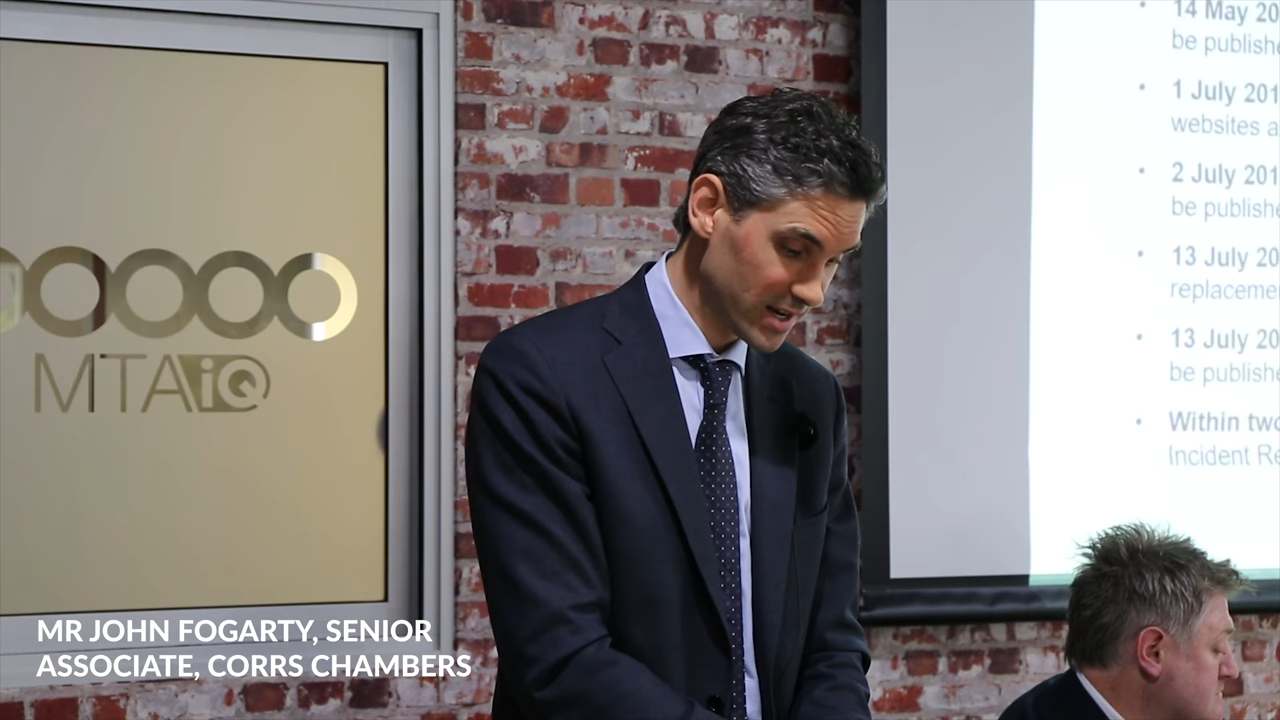 MTAiQ
14 May 20
be publishe
1 July 201
websites a
2 July 201
be publishe
13 July 20
replacemen
13 July 20
be publishe
Within two
Incident Re
MR JOHN FOGARTY, SENIOR
ASSOCIATE, CORRS CHAMBERS